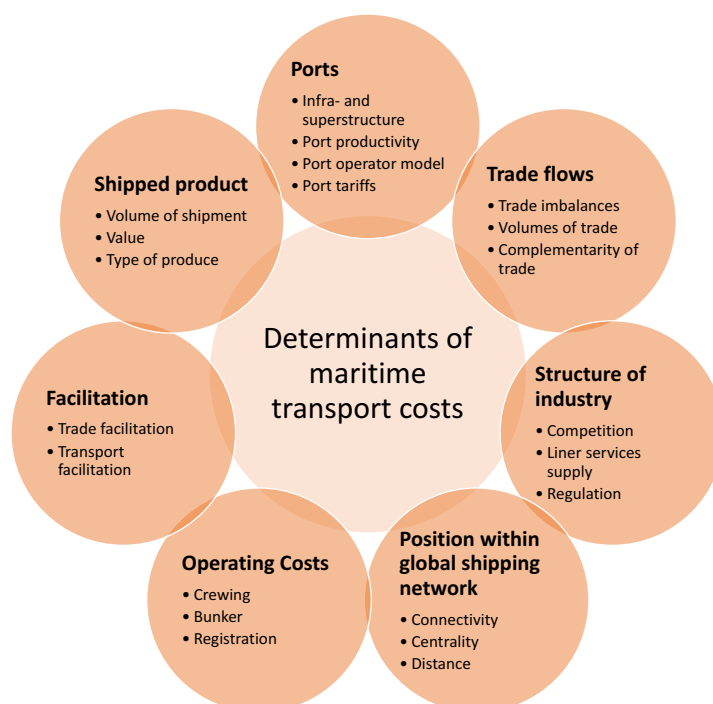 Ports
• Infra- and
superstructure
• Port productivity
• Port operator model
• Port tariffs
Trade flows
• Trade imbalances
• Volumes of trade
• Complementarity of
trade
Structure of
industry
• Competition
• Liner services
supply
• Regulation
Position within
global shipping
network
• Connectivity
• Centrality
• Distance
Operating Costs
• Crewing
• Bunker
• Registration
Facilitation
• Trade facilitation
• Transport
facilitation
Shipped product
• Volume of shipment
• Value
• Type of produce
Determinants of
maritime
transport costs